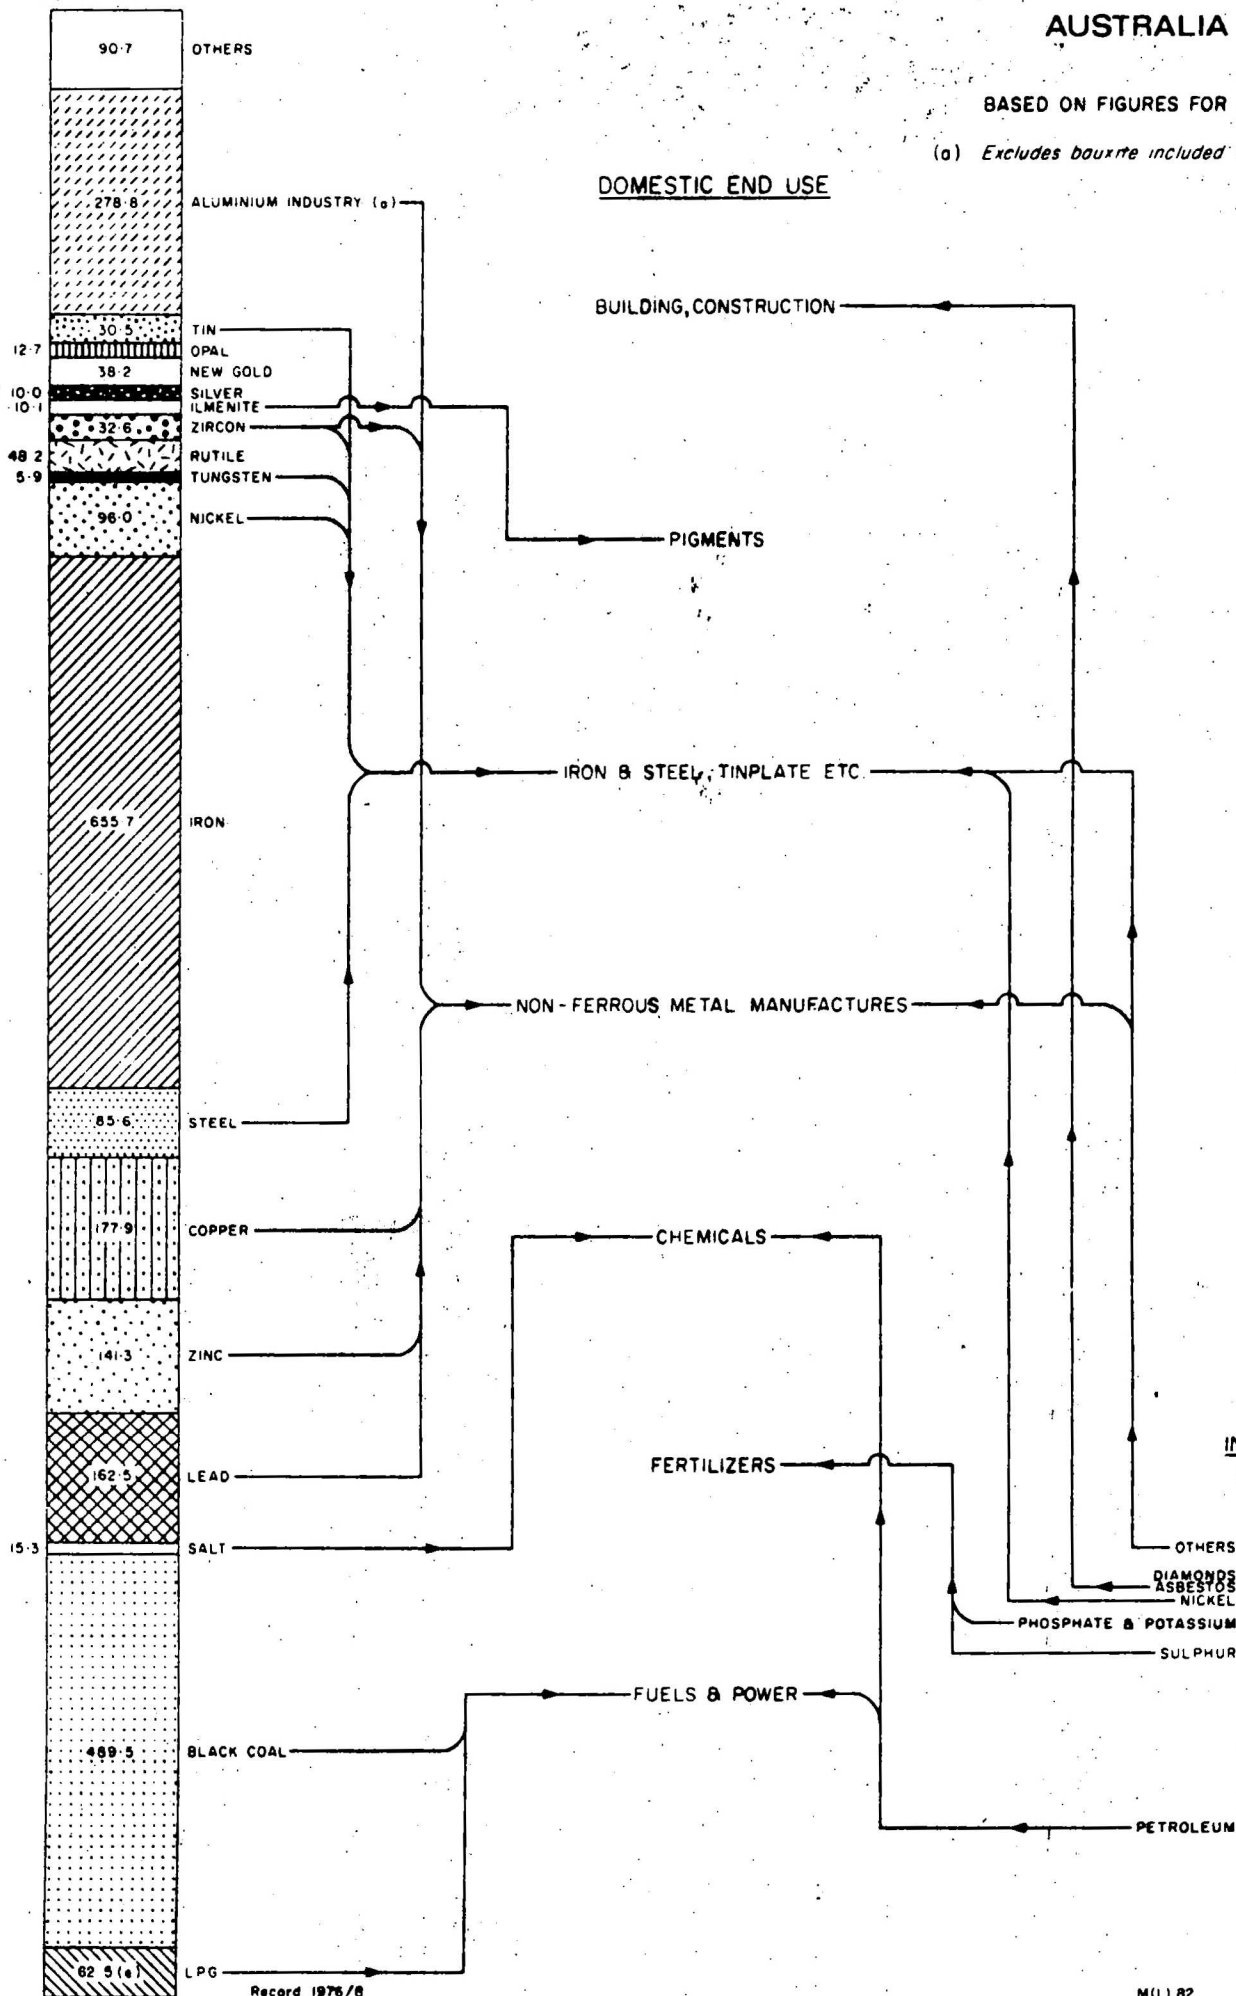 AUSTRALIA
BASED ON FIGURES FOR
(a) Excludes bauxite included
DOMESTIC END USE
90·7 OTHERS
278·8 ALUMINIUM INDUSTRY (a)
BUILDING, CONSTRUCTION
30·5 TIN
12·7 OPAL
38·2 NEW GOLD
10·0 SILVER
10·1 ILMENITE
32·6 ZIRCON
48·2 RUTILE
5·9 TUNGSTEN
96·0 NICKEL
PIGMENTS
IRON & STEEL, TINPLATE ETC.
655·7 IRON
NON-FERROUS METAL MANUFACTURES
85·6 STEEL
177·9 COPPER
CHEMICALS
141·3 ZINC
FERTILIZERS
162·5 LEAD
15·3 SALT
OTHERS
DIAMONDS
ASBESTOS
NICKEL
PHOSPHATE & POTASSIUM
SULPHUR
FUELS & POWER
489·5 BLACK COAL
PETROLEUM
62·5(e) LPG
Record 1976/8
M(L) 82